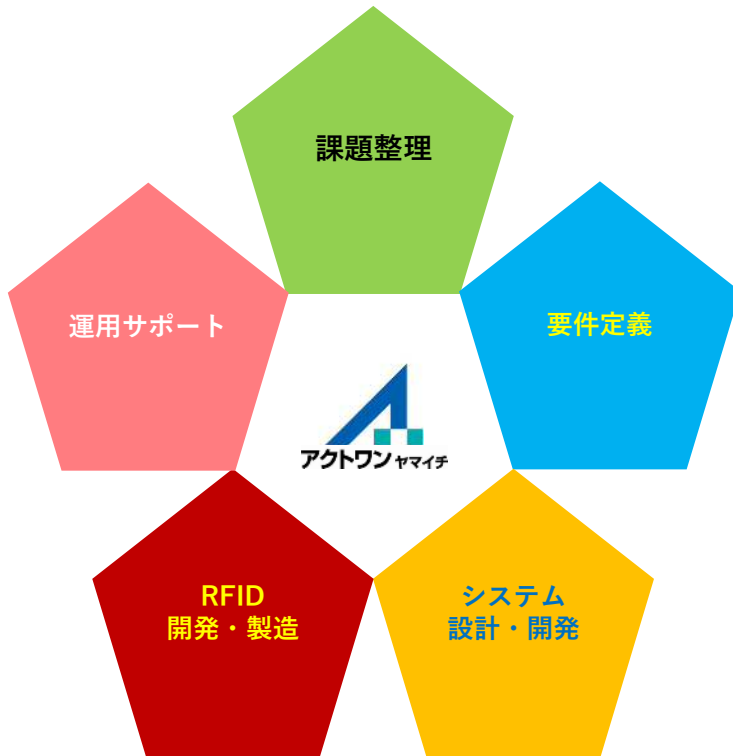 課題整理
運用サポート
要件定義
アクトワン ヤマイチ
RFID
開発・製造
システム
設計・開発